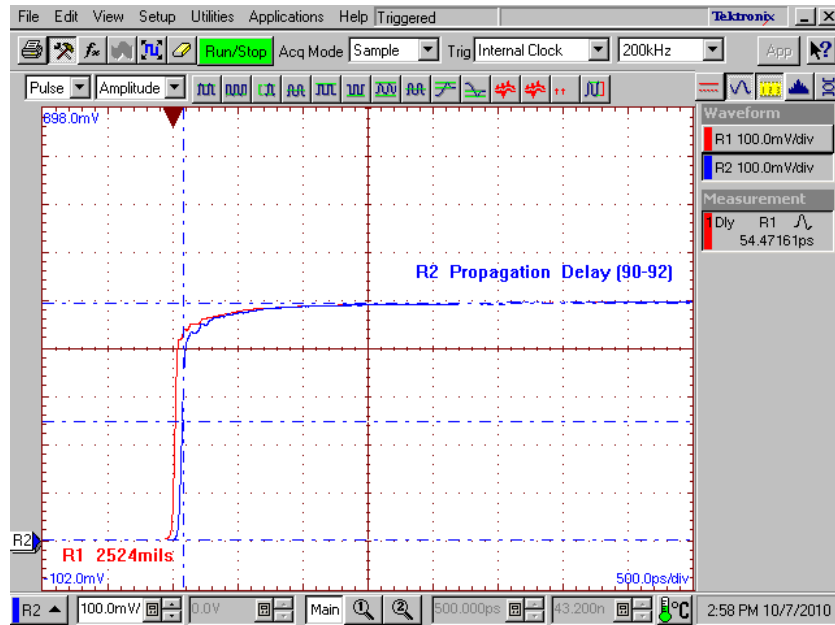 File Edit View Setup Utilities Applications Help Triggered Tektronix
Run/Stop Acq Mode Sample Trig Internal Clock 200kHz App
Pulse Amplitude
898.0mV
Waveform
R1 100.0mV/div
R2 100.0mV/div
Measurement
1 Dly R1
54.47161ps
R2 Propagation Delay (90-92)
R2
R1 2524mils
-102.0mV 500.0ps/div
R2 100.0mV/ 0.0V Main 1 2 500.000ps 43.200n °C 2:58 PM 10/7/2010